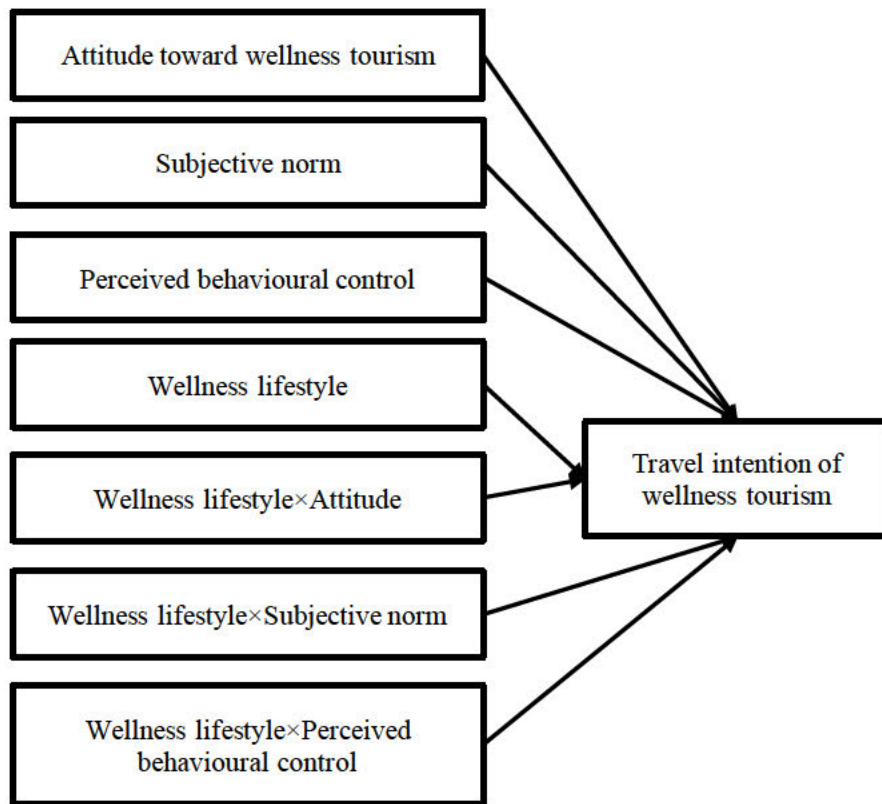 Attitude toward wellness tourism
Subjective norm
Perceived behavioural control
Wellness lifestyle
Wellness lifestyle×Attitude
Travel intention of
wellness tourism
Wellness lifestyle×Subjective norm
Wellness lifestyle×Perceived
behavioural control